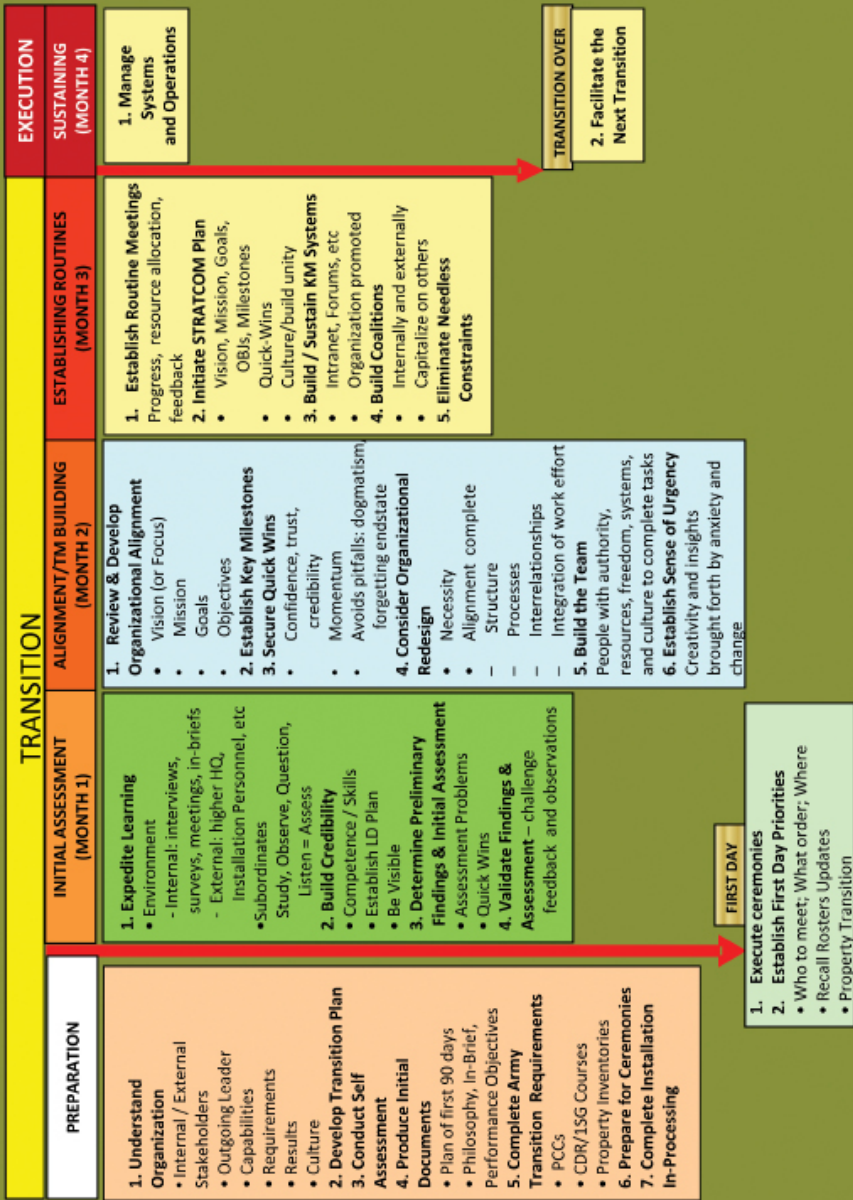 TRANSITION
EXECUTION
PREPARATION
INITIAL ASSESSMENT
(MONTH 1)
ALIGNMENT/TM BUILDING
(MONTH 2)
ESTABLISHING ROUTINES
(MONTH 3)
SUSTAINING
(MONTH 4)
1. Understand
Organization
• Internal / External
Stakeholders
• Outgoing Leader
• Capabilities
• Requirements
• Results
• Culture
2. Develop Transition Plan
3. Conduct Self
Assessment
4. Produce Initial
Documents
• Plan of first 90 days
• Philosophy, In-Brief,
Performance Objectives
5. Complete Army
Transition Requirements
• PCCs
• CDR/1SG Courses
• Property Inventories
6. Prepare for Ceremonies
7. Complete Installation
In-Processing
FIRST DAY
1. Execute ceremonies
2. Establish First Day Priorities
• Who to meet; What order; Where
• Recall Rosters Updates
• Property Transition
1. Expedite Learning
• Environment
- Internal: interviews,
surveys, meetings, in-briefs
- External: higher HQ,
Installation Personnel, etc
•Subordinates
Study, Observe, Question,
Listen = Assess
2. Build Credibility
• Competence / Skills
• Establish LD Plan
• Be Visible
3. Determine Preliminary
Findings & Initial Assessment
• Assessment Problems
• Quick Wins
4. Validate Findings &
Assessment – challenge
feedback and observations
1. Review & Develop
Organizational Alignment
• Vision (or Focus)
• Mission
• Goals
• Objectives
2. Establish Key Milestones
3. Secure Quick Wins
• Confidence, trust,
credibility
• Momentum
• Avoids pitfalls: dogmatism,
forgetting endstate
4. Consider Organizational
Redesign
• Necessity
• Alignment complete
– Structure
– Processes
– Interrelationships
– Integration of work effort
5. Build the Team
People with authority,
resources, freedom, systems,
and culture to complete tasks
6. Establish Sense of Urgency
Creativity and insights
brought forth by anxiety and
change
1. Establish Routine Meetings
Progress, resource allocation,
feedback
2. Initiate STRATCOM Plan
• Vision, Mission, Goals,
OBJs, Milestones
• Quick-Wins
• Culture/build unity
3. Build / Sustain KM Systems
• Intranet, Forums, etc
• Organization promoted
4. Build Coalitions
• Internally and externally
• Capitalize on others
5. Eliminate Needless
Constraints
1. Manage
Systems
and Operations
TRANSITION OVER
2. Facilitate the
Next Transition